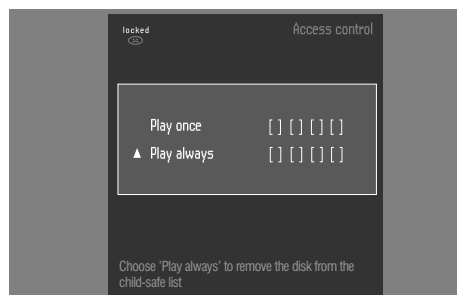 locked
Access control
Play once [ ] [ ] [ ] [ ]
▲ Play always [ ] [ ] [ ] [ ]
Choose 'Play always' to remove the disk from the
child-safe list